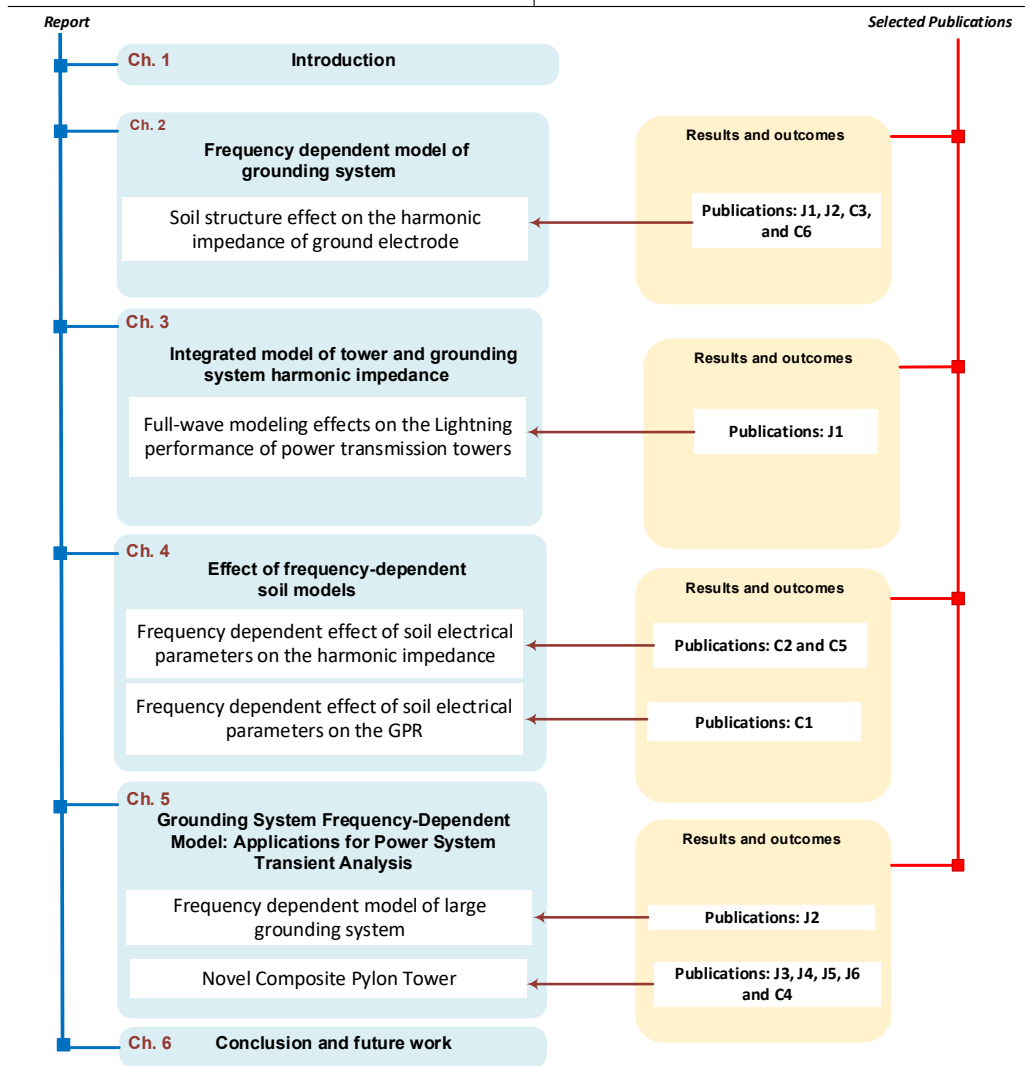 Report
Selected Publications
Ch. 1
Introduction
Ch. 2
Frequency dependent model of
grounding system
Soil structure effect on the harmonic
impedance of ground electrode
Results and outcomes
Publications: J1, J2, C3,
and C6
Ch. 3
Integrated model of tower and grounding
system harmonic impedance
Full-wave modeling effects on the Lightning
performance of power transmission towers
Results and outcomes
Publications: J1
Ch. 4
Effect of frequency-dependent
soil models
Frequency dependent effect of soil electrical
parameters on the harmonic impedance
Frequency dependent effect of soil electrical
parameters on the GPR
Results and outcomes
Publications: C2 and C5
Publications: C1
Ch. 5
Grounding System Frequency-Dependent
Model: Applications for Power System
Transient Analysis
Frequency dependent model of large
grounding system
Novel Composite Pylon Tower
Results and outcomes
Publications: J2
Publications: J3, J4, J5, J6
and C4
Ch. 6
Conclusion and future work